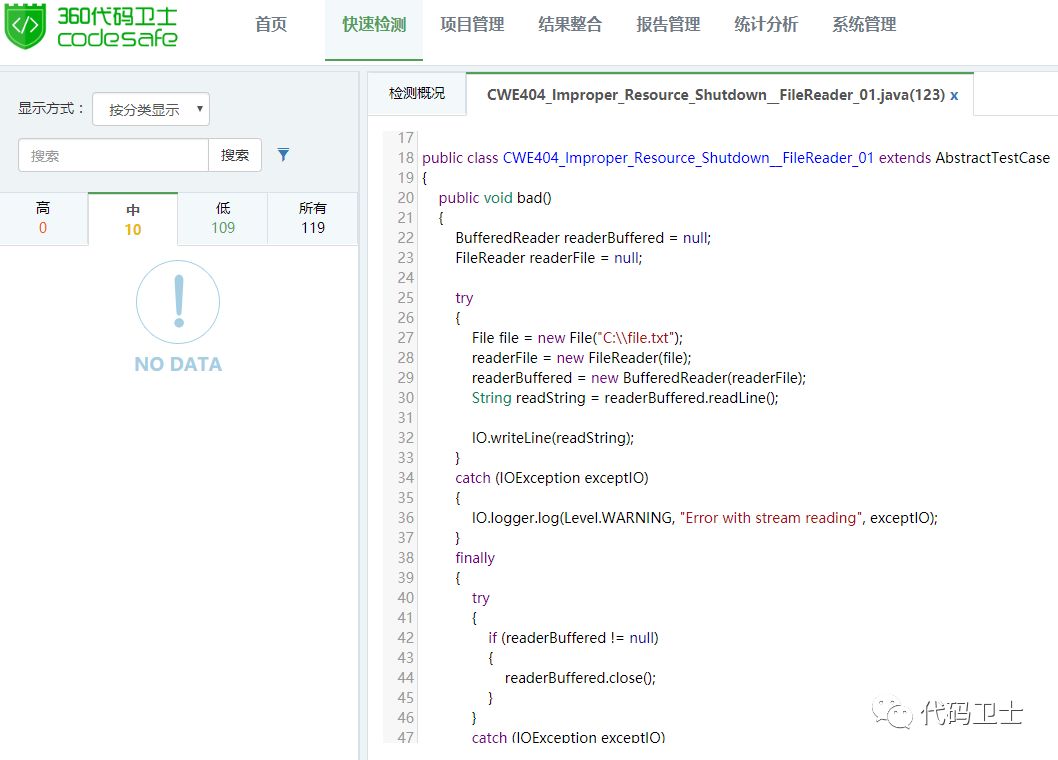 360代码卫士
codesafe
首页 快速检测 项目管理 结果整合 报告管理 统计分析 系统管理
显示方式： 按分类显示
搜索 搜索
高 中 低 所有
0 10 109 119
NO DATA
检测概况 CWE404_Improper_Resource_Shutdown__FileReader_01.java(123) x
17
18 public class CWE404_Improper_Resource_Shutdown__FileReader_01 extends AbstractTestCase
19 {
20 public void bad()
21 {
22 BufferedReader readerBuffered = null;
23 FileReader readerFile = null;
24
25 try
26 {
27 File file = new File("C:\\file.txt");
28 readerFile = new FileReader(file);
29 readerBuffered = new BufferedReader(readerFile);
30 String readString = readerBuffered.readLine();
31
32 IO.writeLine(readString);
33 }
34 catch (IOException exceptIO)
35 {
36 IO.logger.log(Level.WARNING, "Error with stream reading", exceptIO);
37 }
38 finally
39 {
40 try
41 {
42 if (readerBuffered != null)
43 {
44 readerBuffered.close();
45 }
46 }
47 catch (IOException exceptIO)
代码卫士